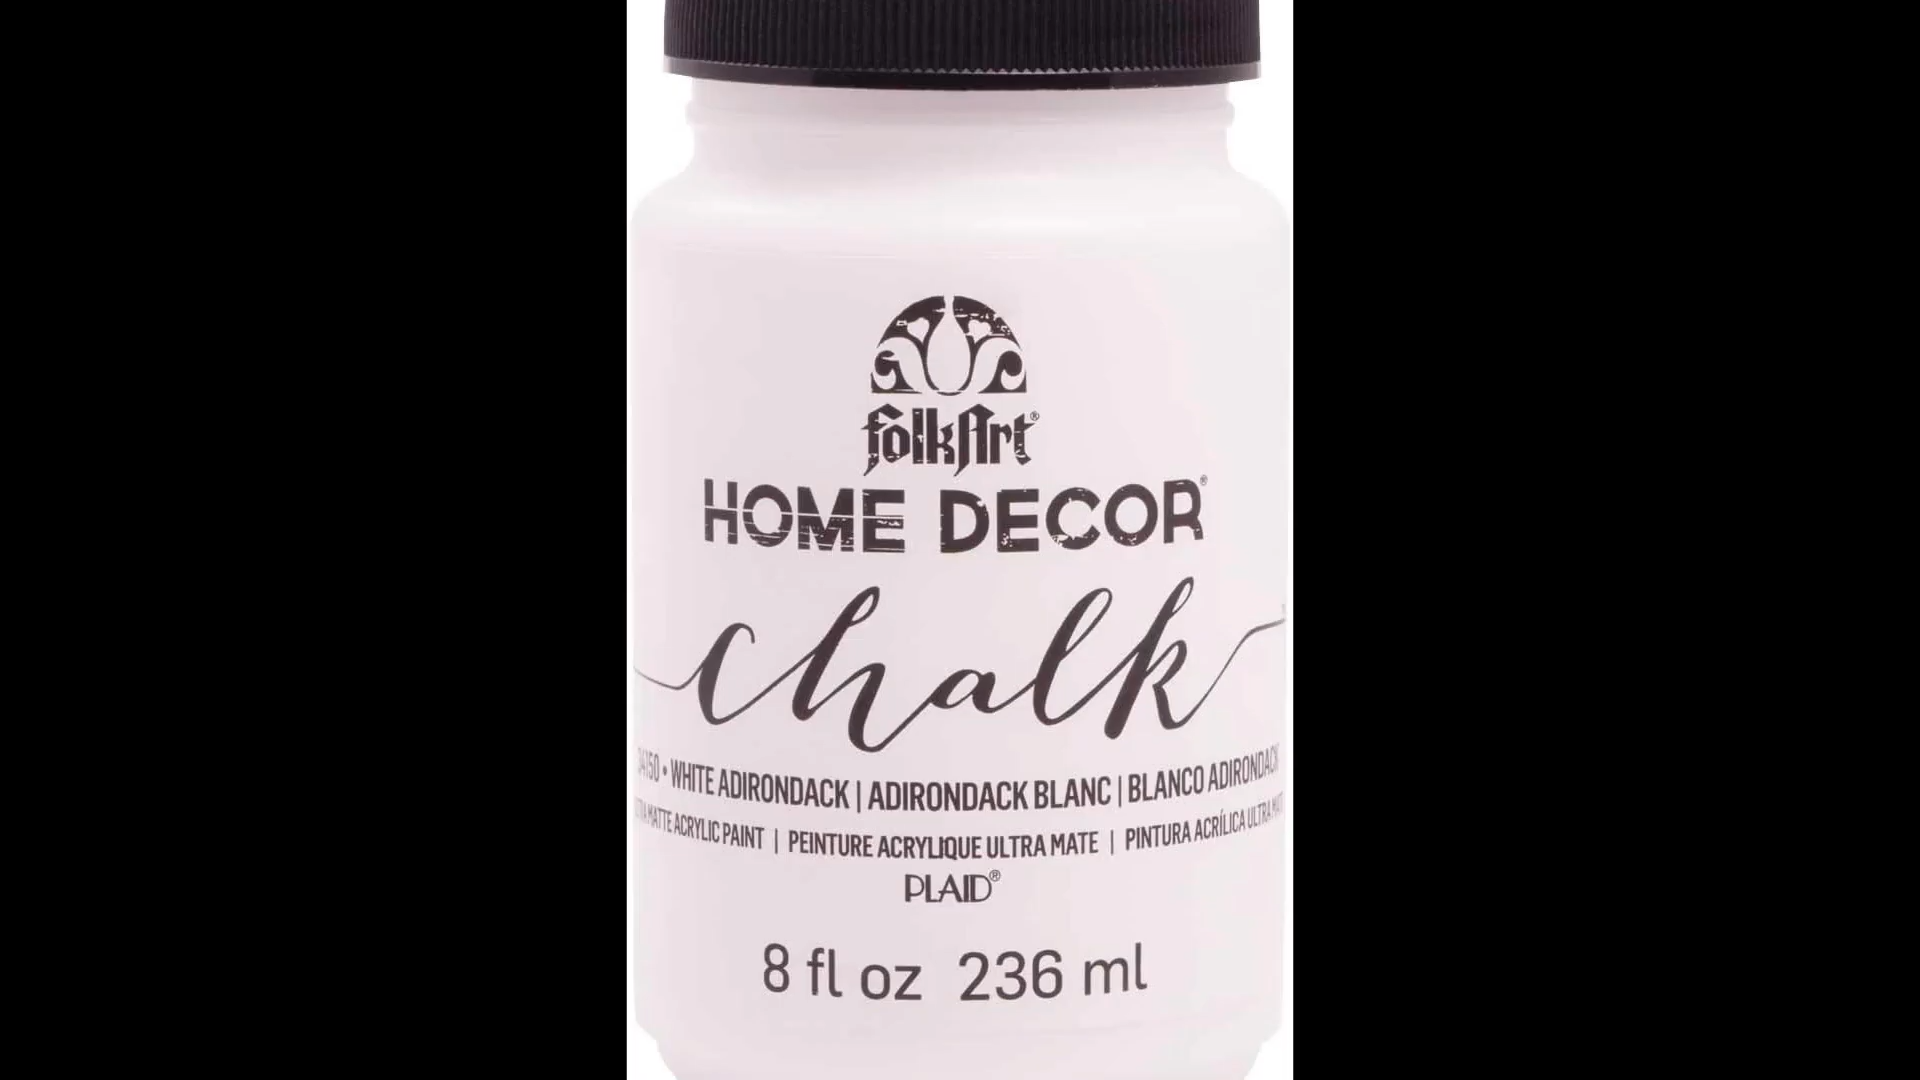 folkArt®
HOME DECOR®
chalk
34150 • WHITE ADIRONDACK | ADIRONDACK BLANC | BLANCO ADIRONDACK
MATTE ACRYLIC PAINT | PEINTURE ACRYLIQUE ULTRA MATE | PINTURA ACRÍLICA ULTRA
PLAID®
8 fl oz 236 ml